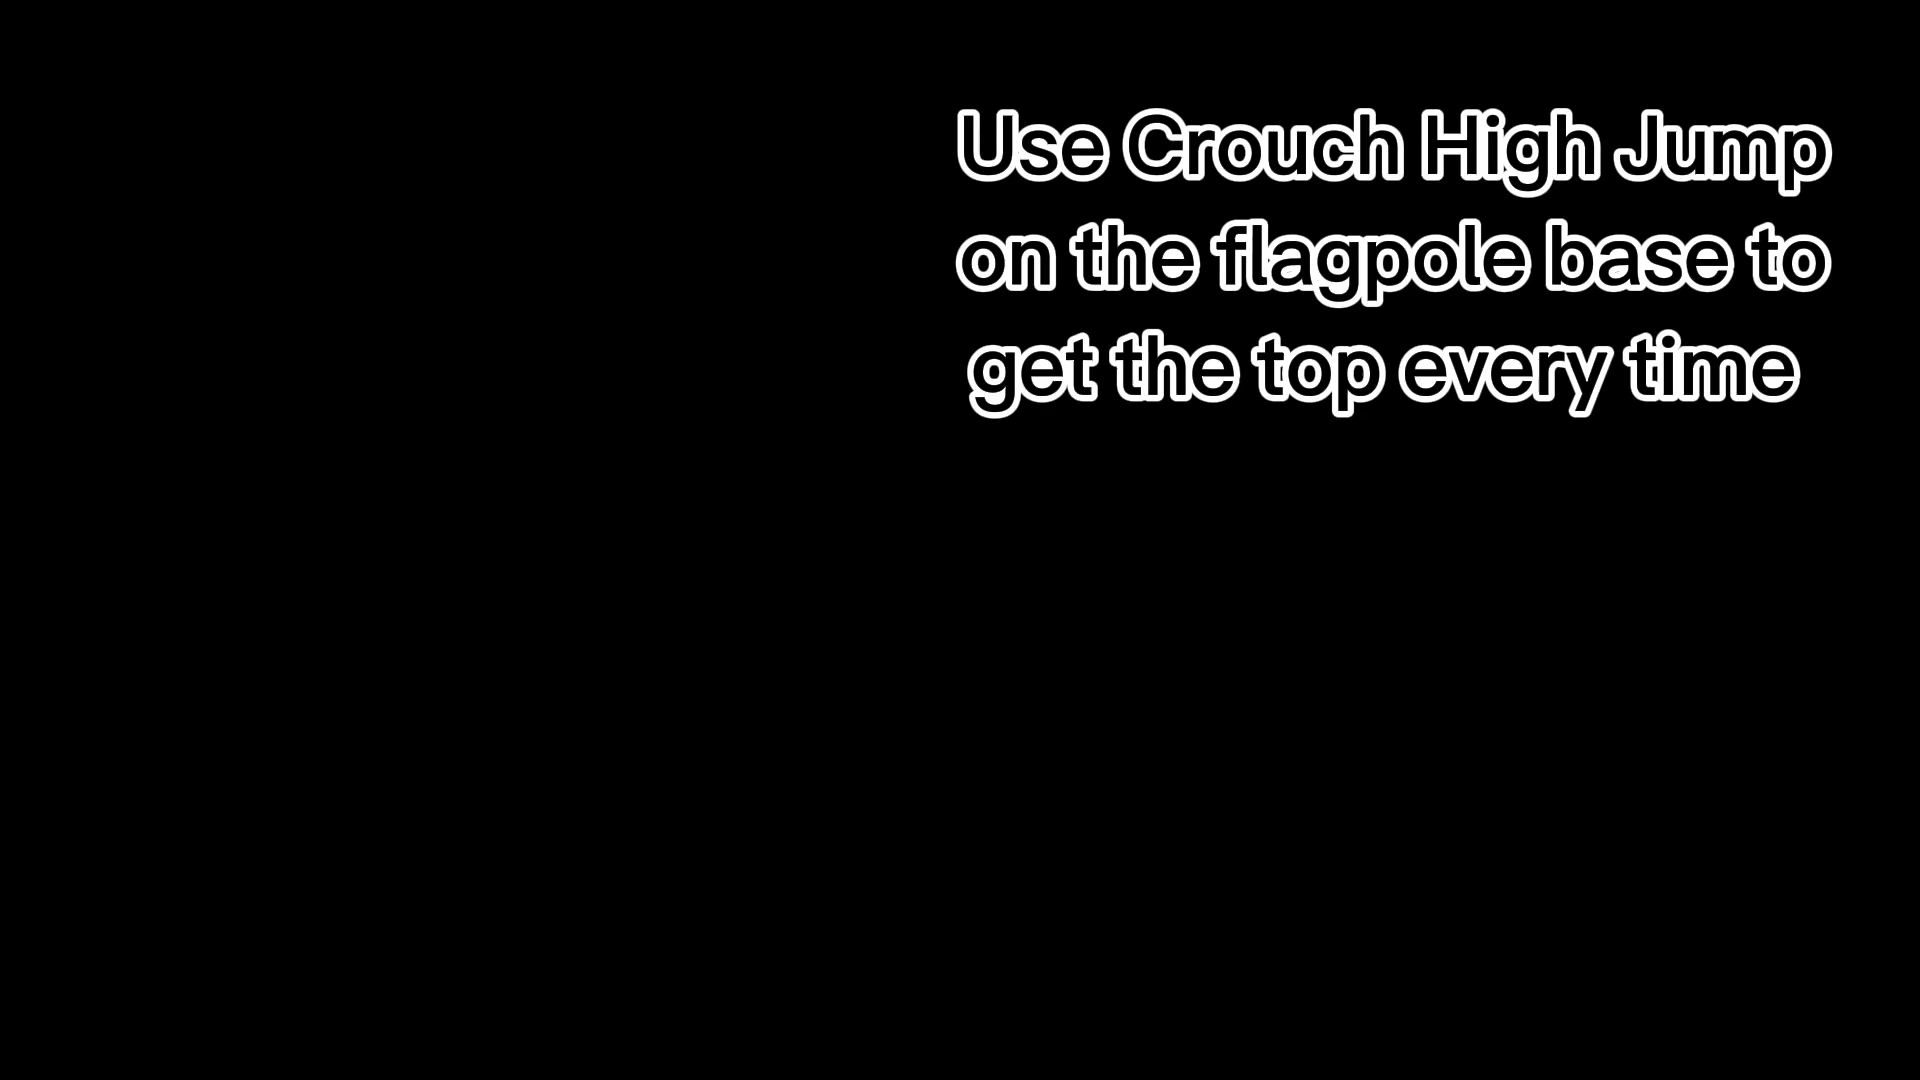 Use Crouch High Jump
on the flagpole base to
get the top every time